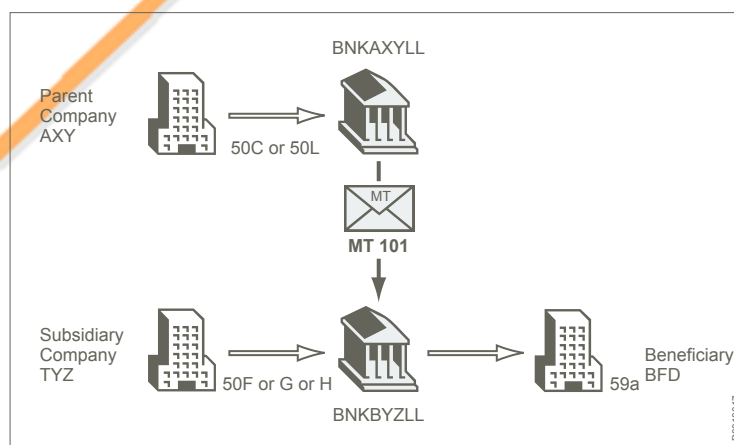 BNKAXYLL
Parent
Company
AXY
50C or 50L
MT
MT 101
Subsidiary
Company
TYZ
50F or G or H
BNKBYZLL
59a
Beneficiary
BFD